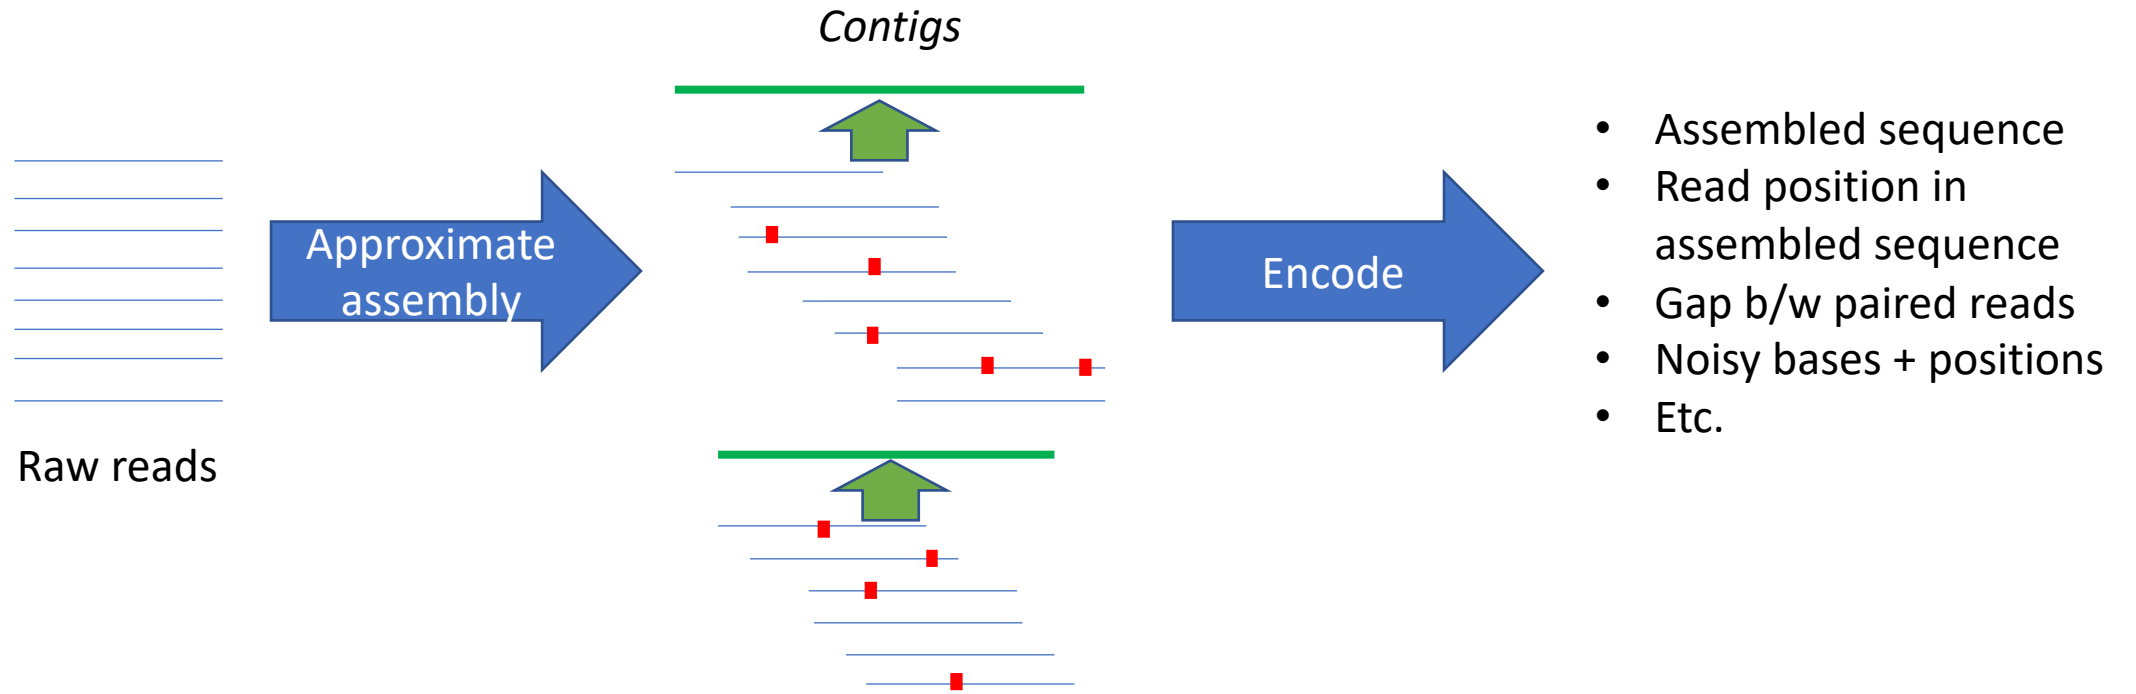 Contigs
Raw reads
Approximate
assembly
Encode
• Assembled sequence
• Read position in
assembled sequence
• Gap b/w paired reads
• Noisy bases + positions
• Etc.